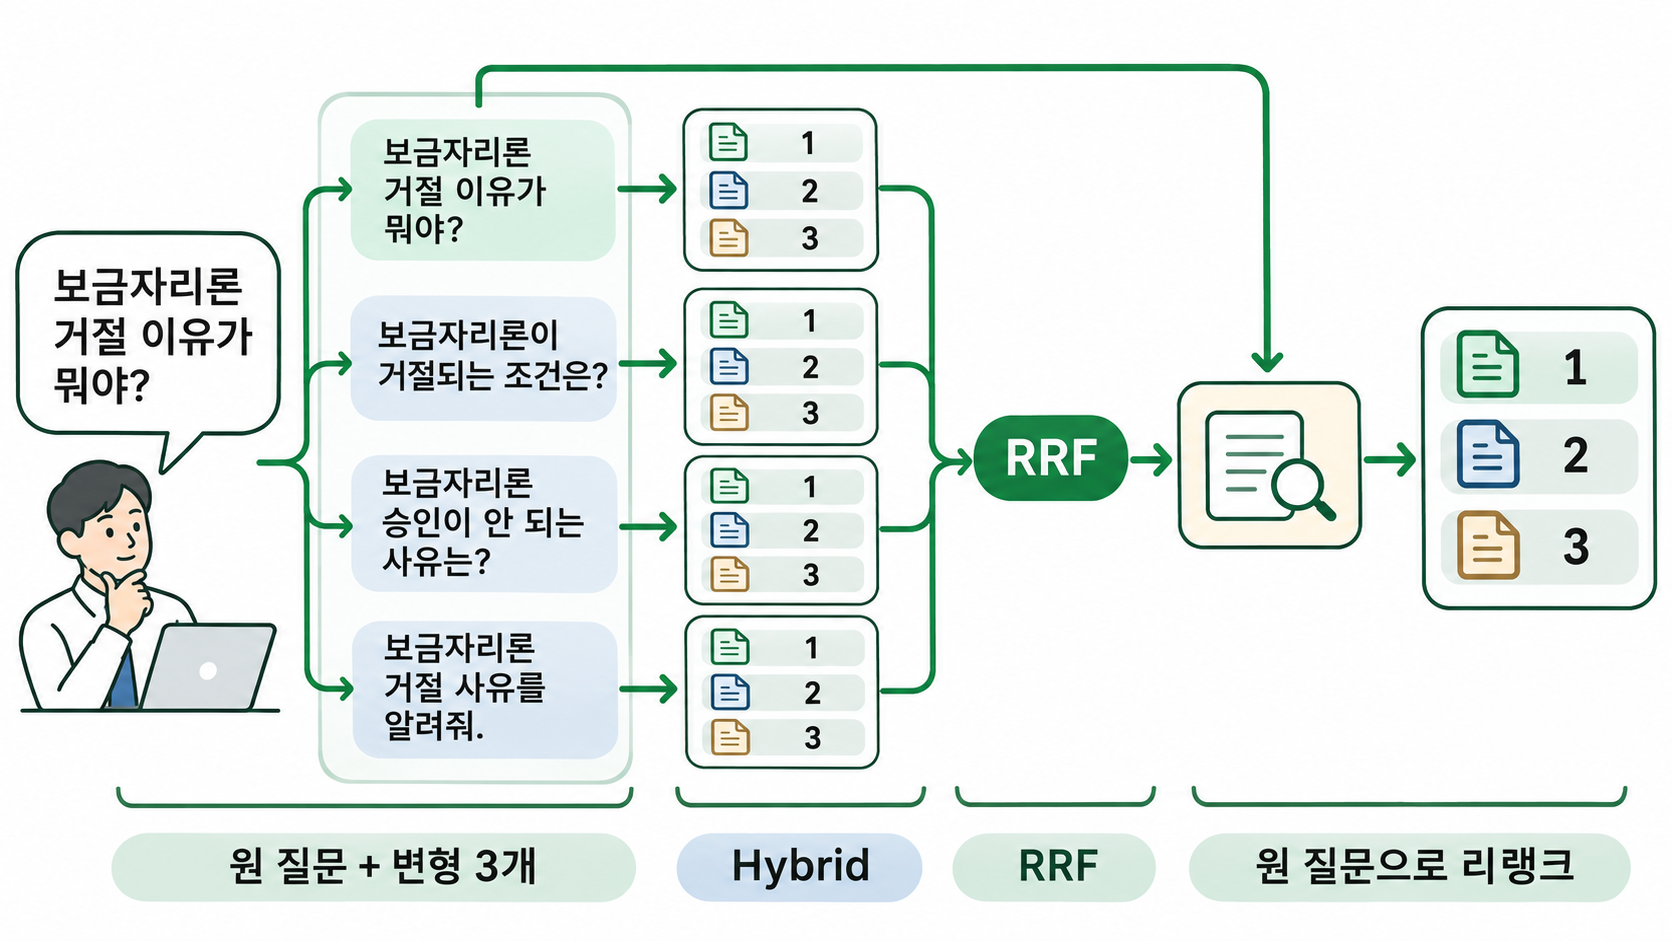 보금자리론
거절 이유가
뭐야?
보금자리론
거절 이유가
뭐야?
보금자리론이
거절되는 조건은?
보금자리론
승인이 안 되는
사유는?
보금자리론
거절 사유를
알려줘.
1
2
3
1
2
3
1
2
3
1
2
3
RRF
1
2
3
원 질문 + 변형 3개
Hybrid
RRF
원 질문으로 리랭크